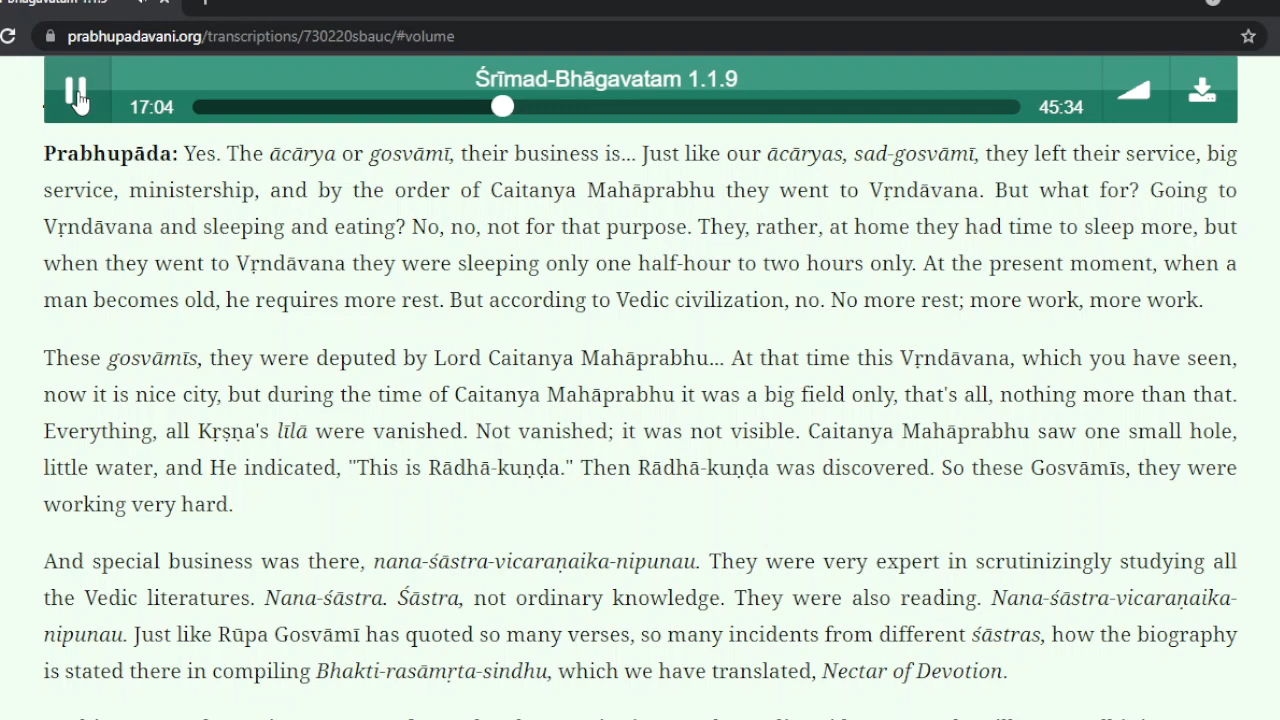 prabhupadavani.org/transcriptions/730220sbauc/#volume
Śrīmad-Bhāgavatam 1.1.9
17:04
45:34
Prabhupāda: Yes. The ācārya or gosvāmī, their business is... Just like our ācāryas, sad-gosvāmī, they left their service, big
service, ministership, and by the order of Caitanya Mahāprabhu they went to Vṛndāvana. But what for? Going to
Vṛndāvana and sleeping and eating? No, no, not for that purpose. They, rather, at home they had time to sleep more, but
when they went to Vṛndāvana they were sleeping only one half-hour to two hours only. At the present moment, when a
man becomes old, he requires more rest. But according to Vedic civilization, no. No more rest; more work, more work.
These gosvāmīs, they were deputed by Lord Caitanya Mahāprabhu... At that time this Vṛndāvana, which you have seen,
now it is nice city, but during the time of Caitanya Mahāprabhu it was a big field only, that's all, nothing more than that.
Everything, all Kṛṣṇa's līlā were vanished. Not vanished; it was not visible. Caitanya Mahāprabhu saw one small hole,
little water, and He indicated, "This is Rādhā-kuṇḍa." Then Rādhā-kuṇḍa was discovered. So these Gosvāmīs, they were
working very hard.
And special business was there, nana-śāstra-vicaraṇaika-nipunau. They were very expert in scrutinizingly studying all
the Vedic literatures. Nana-śāstra. Śāstra, not ordinary knowledge. They were also reading. Nana-śāstra-vicaraṇaika-
nipunau. Just like Rūpa Gosvāmī has quoted so many verses, so many incidents from different śāstras, how the biography
is stated there in compiling Bhakti-rasāmṛta-sindhu, which we have translated, Nectar of Devotion.